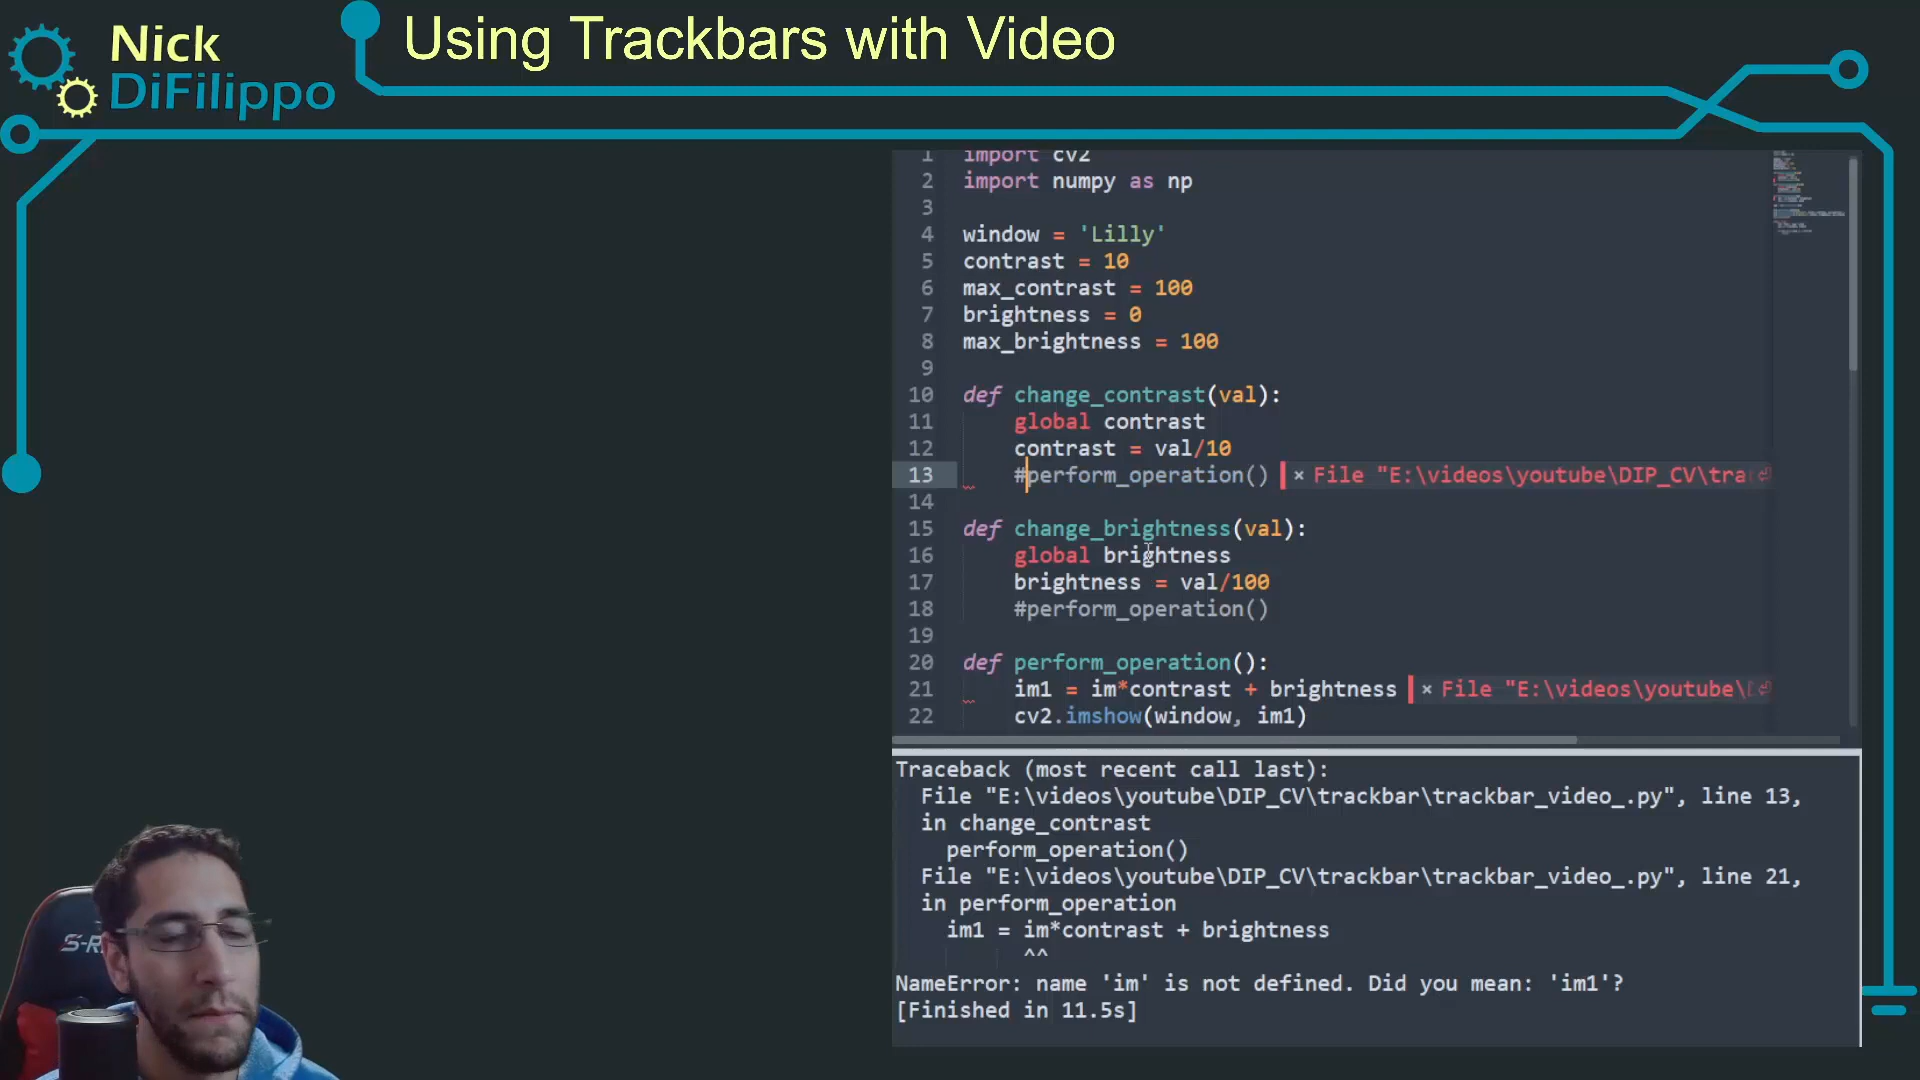 Nick
DiFilippo
Using Trackbars with Video
1 import cv2
2 import numpy as np
3
4 window = 'Lilly'
5 contrast = 10
6 max_contrast = 100
7 brightness = 0
8 max_brightness = 100
9
10 def change_contrast(val):
11 global contrast
12 contrast = val/10
13 #perform_operation() × File "E:\videos\youtube\DIP_CV\tra
14
15 def change_brightness(val):
16 global brightness
17 brightness = val/100
18 #perform_operation()
19
20 def perform_operation():
21 im1 = im*contrast + brightness × File "E:\videos\youtube\
22 cv2.imshow(window, im1)
Traceback (most recent call last):
File "E:\videos\youtube\DIP_CV\trackbar\trackbar_video_.py", line 13,
in change_contrast
perform_operation()
File "E:\videos\youtube\DIP_CV\trackbar\trackbar_video_.py", line 21,
in perform_operation
im1 = im*contrast + brightness
^^
NameError: name 'im' is not defined. Did you mean: 'im1'?
[Finished in 11.5s]